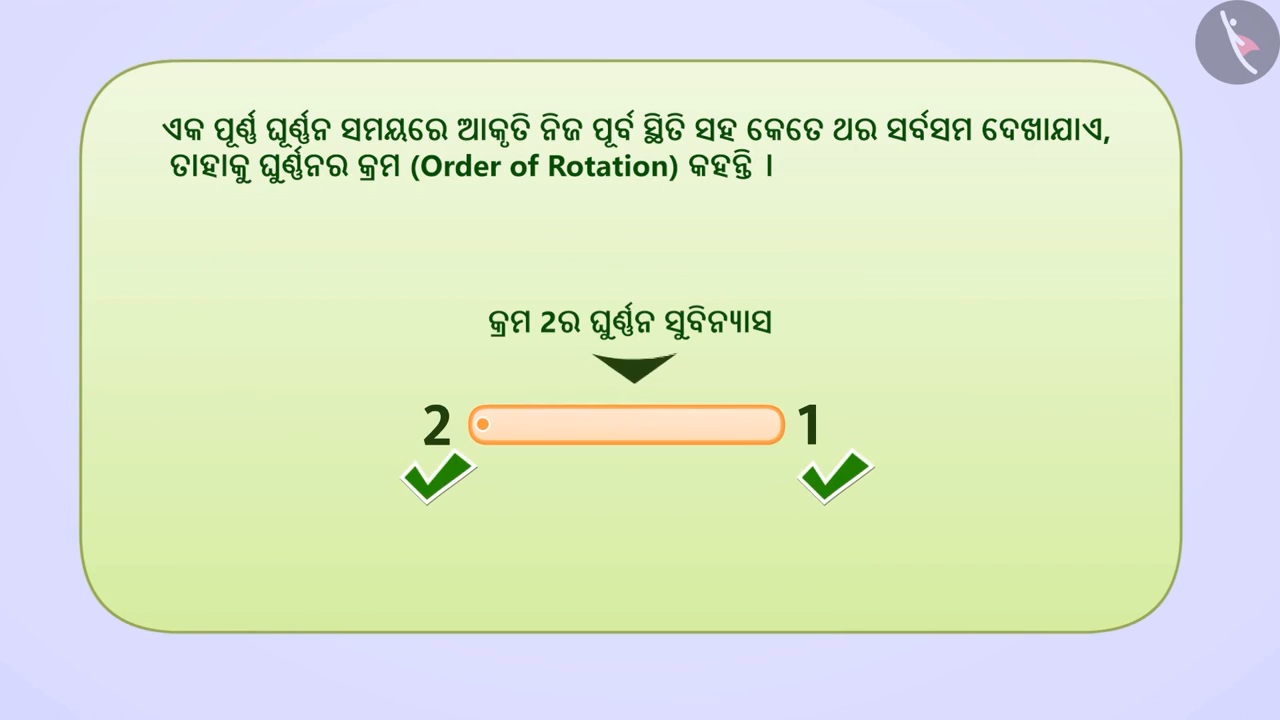 ଏକ ପୂର୍ଣ୍ଣ ଘୂର୍ଣ୍ଣନ ସମୟରେ ଆକୃତି ନିଜ ପୂର୍ବ ସ୍ଥିତି ସହ କେତେ ଥର ସର୍ବସମ ଦେଖାଯାଏ,
ତାହାକୁ ଘୁର୍ଣ୍ଣନର କ୍ରମ (Order of Rotation) କହନ୍ତି ।
କ୍ରମ 2ର ଘୁର୍ଣ୍ଣନ ସୁବିନ୍ୟାସ
2 1